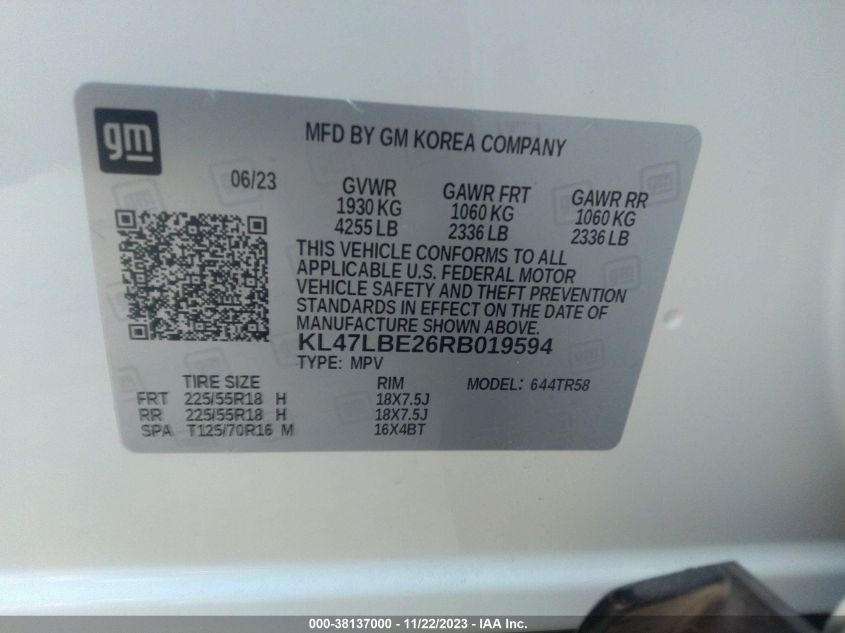 gm
MFD BY GM KOREA COMPANY
06/23 GVWR GAWR FRT GAWR RR
1930 KG 1060 KG 1060 KG
4255 LB 2336 LB 2336 LB
THIS VEHICLE CONFORMS TO ALL
APPLICABLE U.S. FEDERAL MOTOR
VEHICLE SAFETY AND THEFT PREVENTION
STANDARDS IN EFFECT ON THE DATE OF
MANUFACTURE SHOWN ABOVE.
KL47LBE26RB019594
TYPE: MPV
TIRE SIZE RIM MODEL: 644TR58
FRT 225/55R18 H 18X7.5J
RR 225/55R18 H 18X7.5J
SPA T125/70R16 M 16X4BT
000-38137000 - 11/22/2023 - IAA Inc.